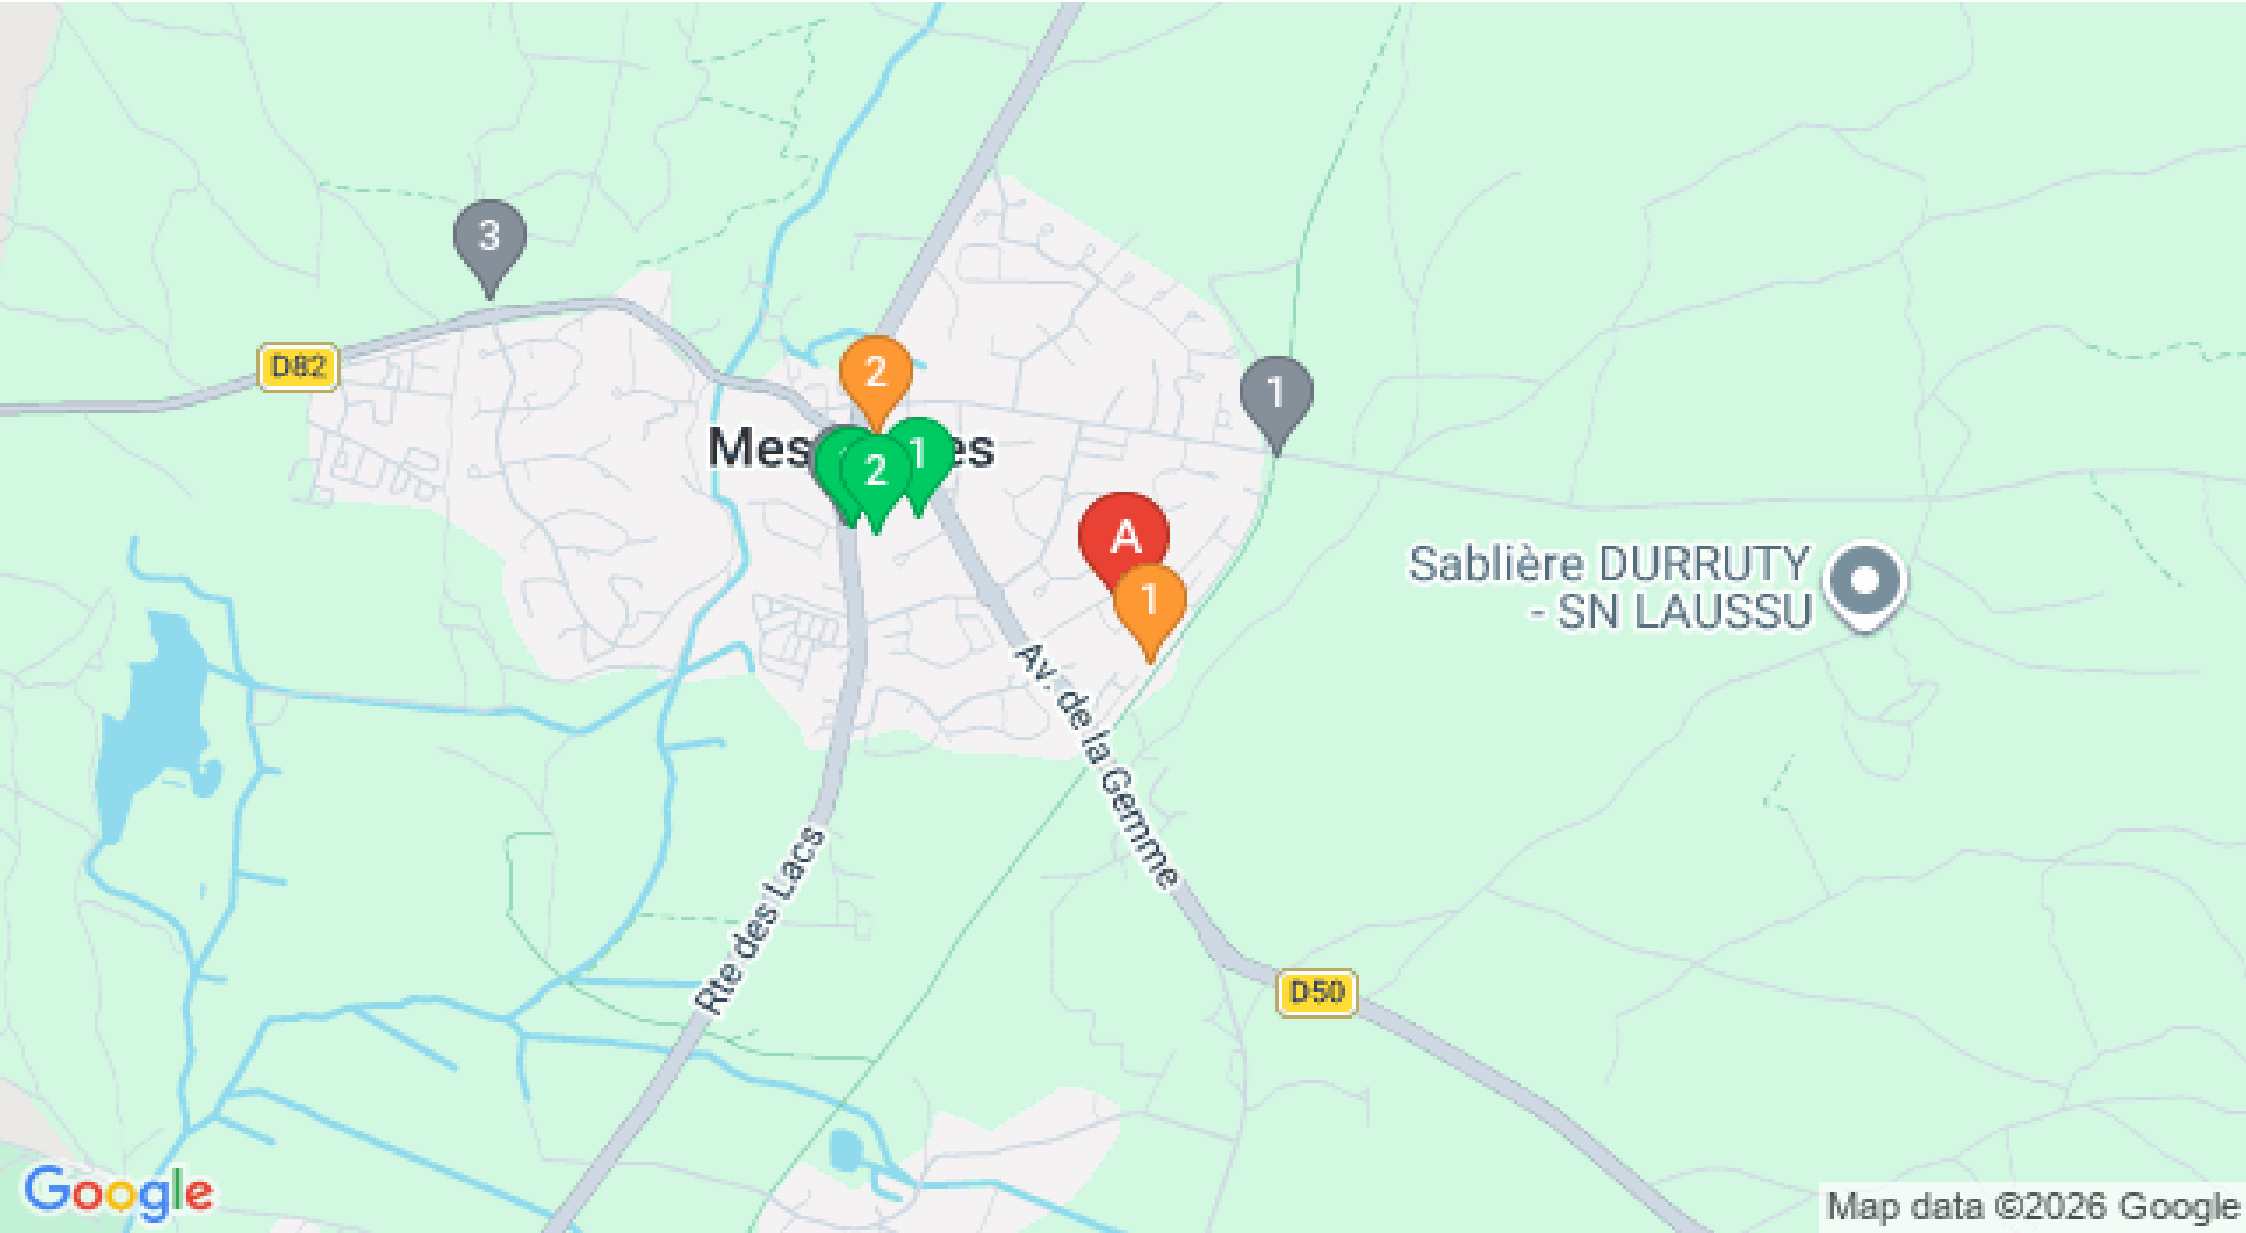 3
D82
2
1
Mes
es
1
2
A
1
Sablière DURRUTY
- SN LAUSSU
Av. de la Gemme
Rte des Lacs
D50
Google
Map data ©2026 Google